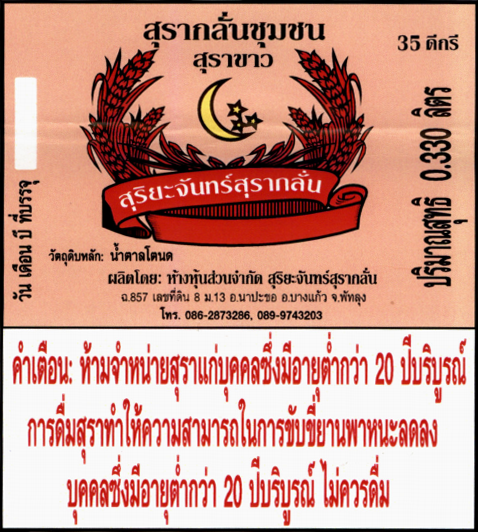 สุรากลั่นชุมชน
สุราขาว
35 ดีกรี
วัน เดือน ปี ที่บรรจุ
ปริมาณสุทธิ 0.330 ลิตร
สุริยะจันทร์สุรากลั่น
วัตถุดิบหลัก: น้ำตาลโตนด
ผลิตโดย: ห้างหุ้นส่วนจำกัด สุริยะจันทร์สุรากลั่น
ฉ.857 เลขที่ดิน 8 ม.13 อ.นาปะขอ อ.บางแก้ว จ.พัทลุง
โทร. 086-2873286, 089-9743203
คำเตือน: ห้ามจำหน่ายสุราแก่บุคคลซึ่งมีอายุต่ำกว่า 20 ปีบริบูรณ์
การดื่มสุราทำให้ความสามารถในการขับขี่ยานพาหนะลดลง
บุคคลซึ่งมีอายุต่ำกว่า 20 ปีบริบูรณ์ ไม่ควรดื่ม